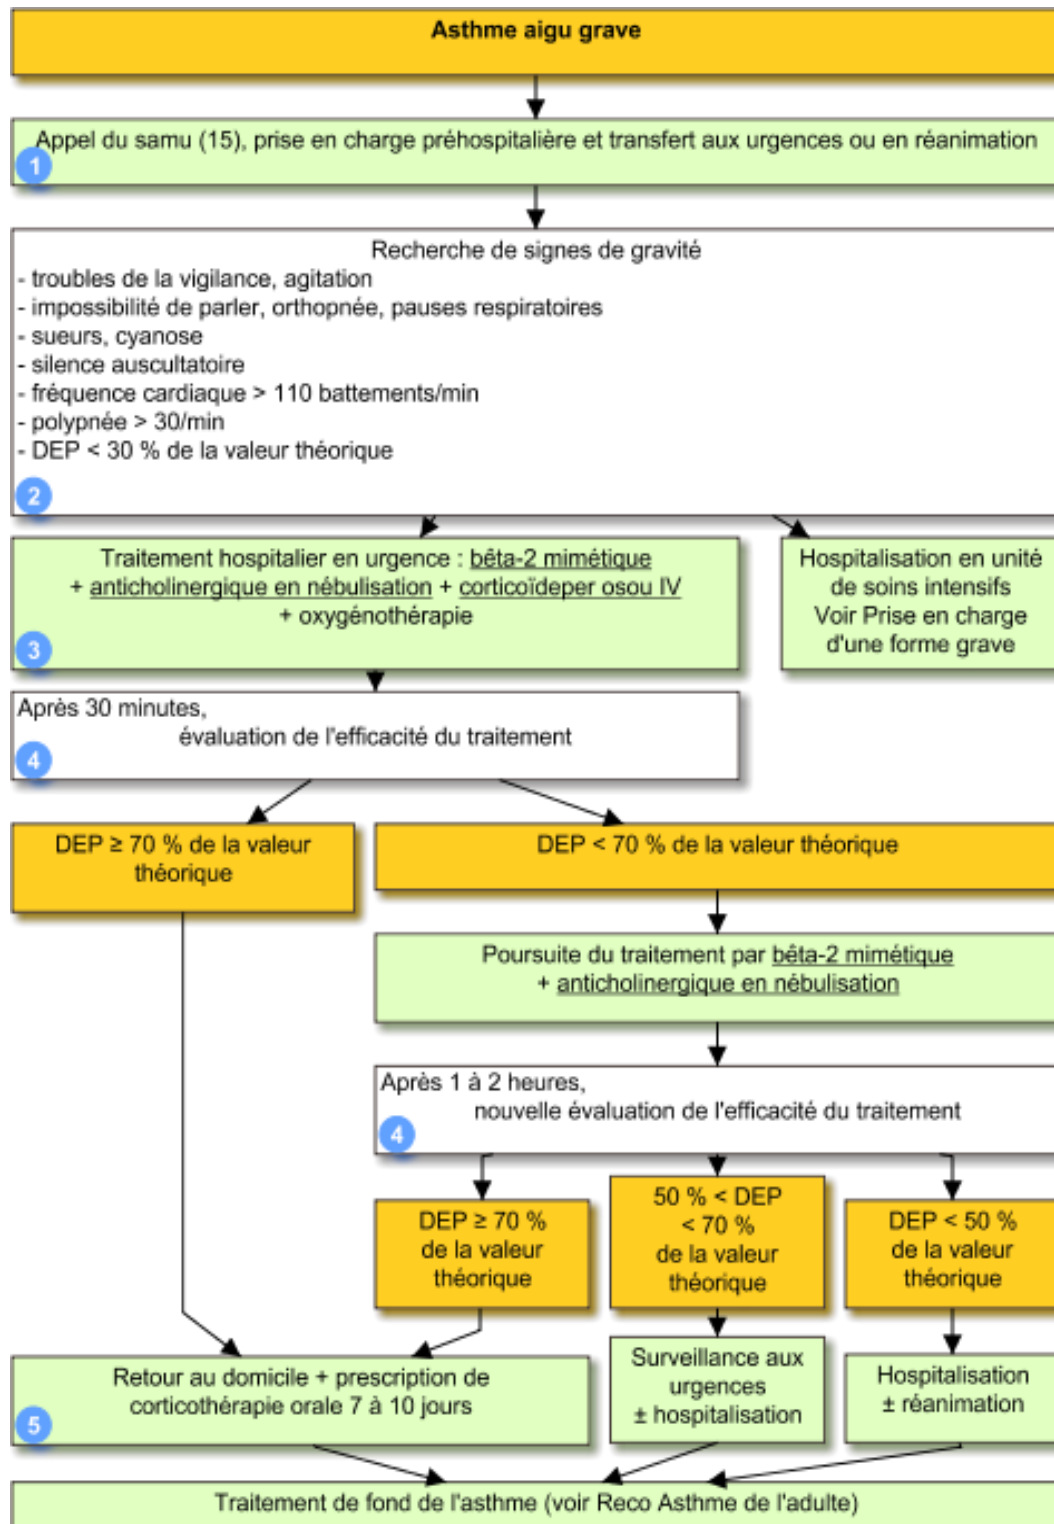 Asthme aigu grave
Appel du samu (15), prise en charge préhospitalière et transfert aux urgences ou en réanimation
1
Recherche de signes de gravité
- troubles de la vigilance, agitation
- impossibilité de parler, orthopnée, pauses respiratoires
- sueurs, cyanose
- silence auscultatoire
- fréquence cardiaque > 110 battements/min
- polypnée > 30/min
- DEP < 30 % de la valeur théorique
2
Traitement hospitalier en urgence : bêta-2 mimétique
+ anticholinergique en nébulisation + corticoïdeper osou IV
+ oxygénothérapie
3
Hospitalisation en unité
de soins intensifs
Voir Prise en charge
d'une forme grave
Après 30 minutes,
évaluation de l'efficacité du traitement
4
DEP ≥ 70 % de la valeur
théorique
DEP < 70 % de la valeur théorique
Poursuite du traitement par bêta-2 mimétique
+ anticholinergique en nébulisation
Après 1 à 2 heures,
nouvelle évaluation de l'efficacité du traitement
4
DEP ≥ 70 %
de la valeur
théorique
50 % < DEP
< 70 %
de la valeur
théorique
DEP < 50 %
de la valeur
théorique
Retour au domicile + prescription de
corticothérapie orale 7 à 10 jours
5
Surveillance aux
urgences
± hospitalisation
Hospitalisation
± réanimation
Traitement de fond de l'asthme (voir Reco Asthme de l'adulte)